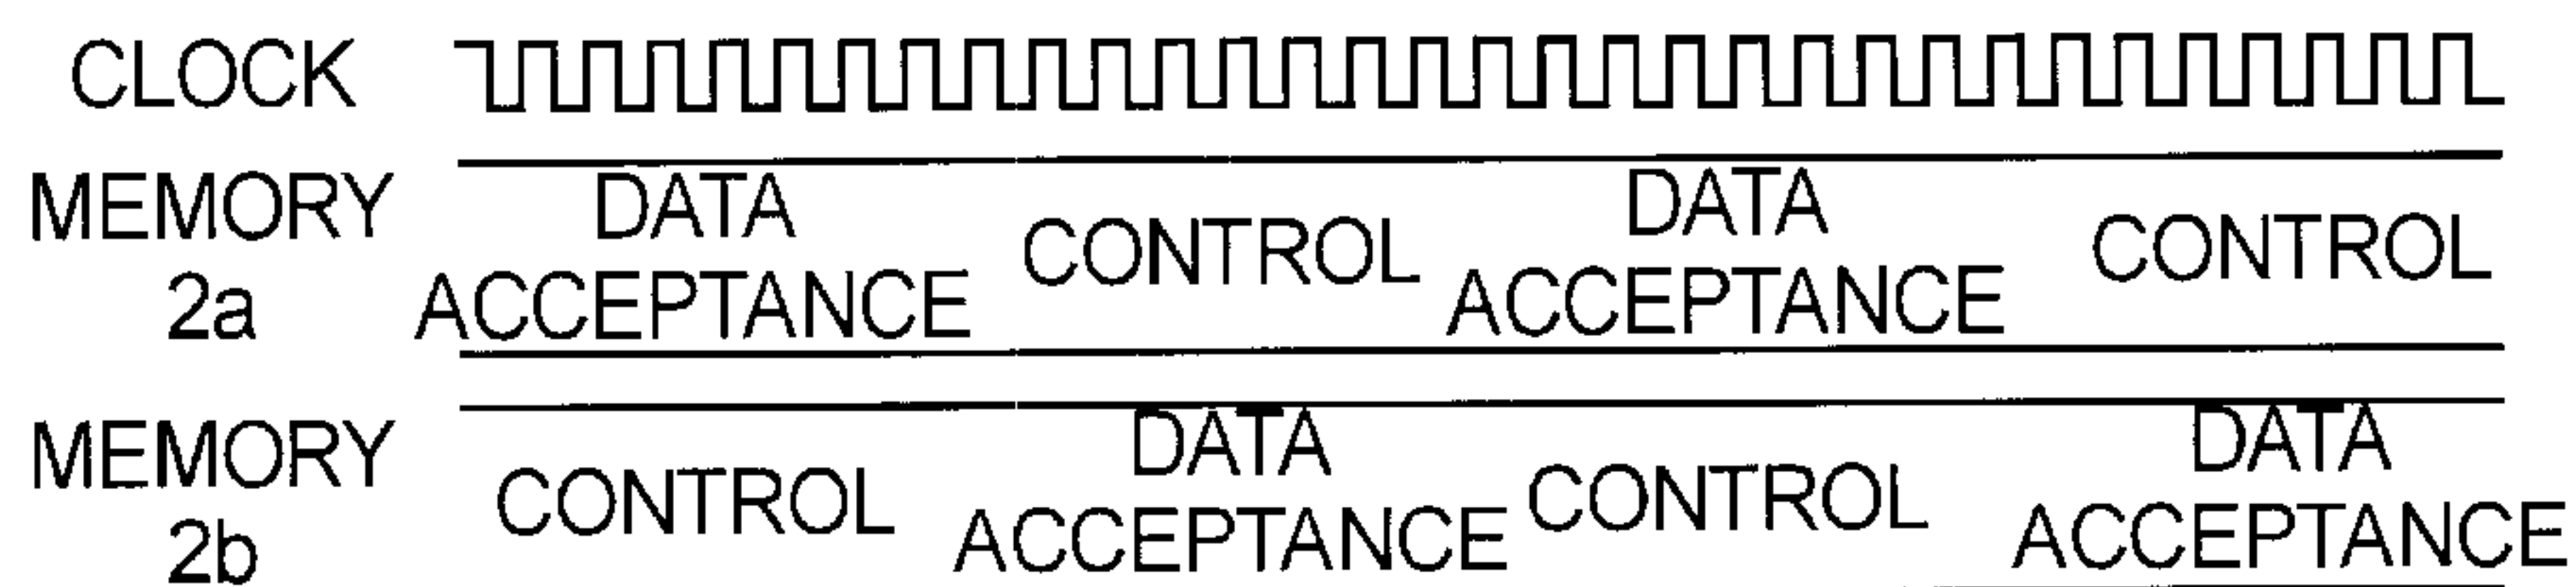 CLOCK
MEMORY 2a
DATA ACCEPTANCE
CONTROL
DATA ACCEPTANCE
CONTROL
MEMORY 2b
CONTROL
DATA ACCEPTANCE
CONTROL
DATA ACCEPTANCE